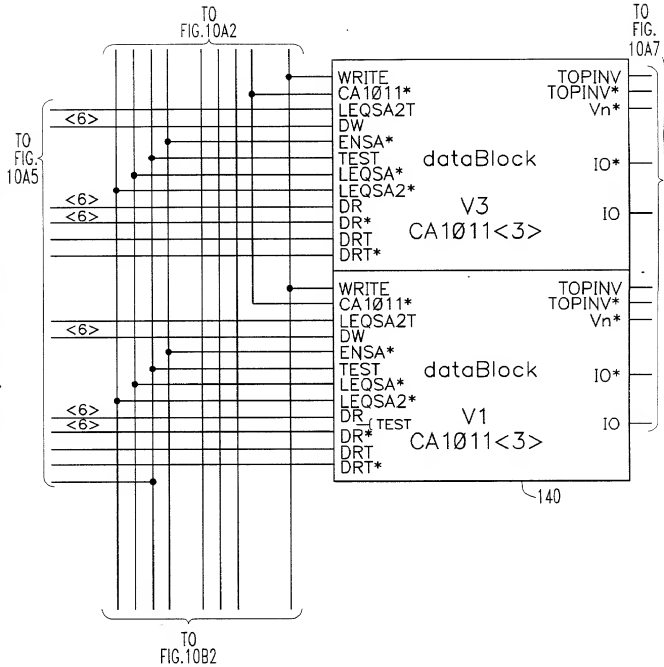 TO
FIG.10A2
TO
FIG.
10A7
TO
FIG.
10A5
<6>
<6>
<6>
WRITE
CA1Ø11*
LEQSA2T
DW
ENSA*
TEST
LEQSA*
LEQSA2*
DR
DR*
DRT
DRT*
dataBlock
V3
CA1Ø11<3>
TOPINV
TOPINV*
Vn*
IO*
IO
<6>
<6>
<6>
WRITE
CA1Ø11*
LEQSA2T
DW
ENSA*
TEST
LEQSA*
LEQSA2*
DR
TEST
DR*
DRT
DRT*
dataBlock
V1
CA1Ø11<3>
TOPINV
TOPINV*
Vn*
IO*
IO
140
TO
FIG.10B2